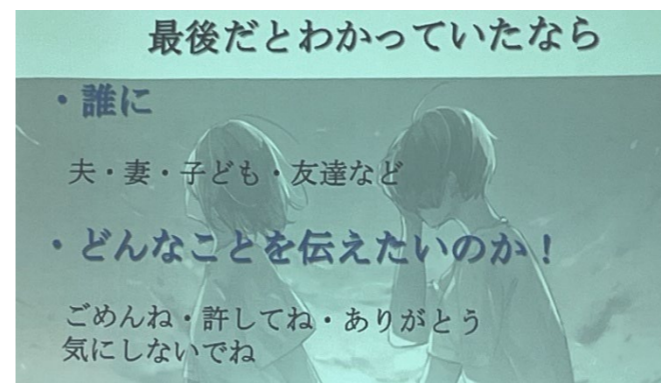 最後だとわかっていたなら
・誰に
夫・妻・子ども・友達など
・どんなことを伝えたいのか！
ごめんね・許してね・ありがとう
気にしないでね